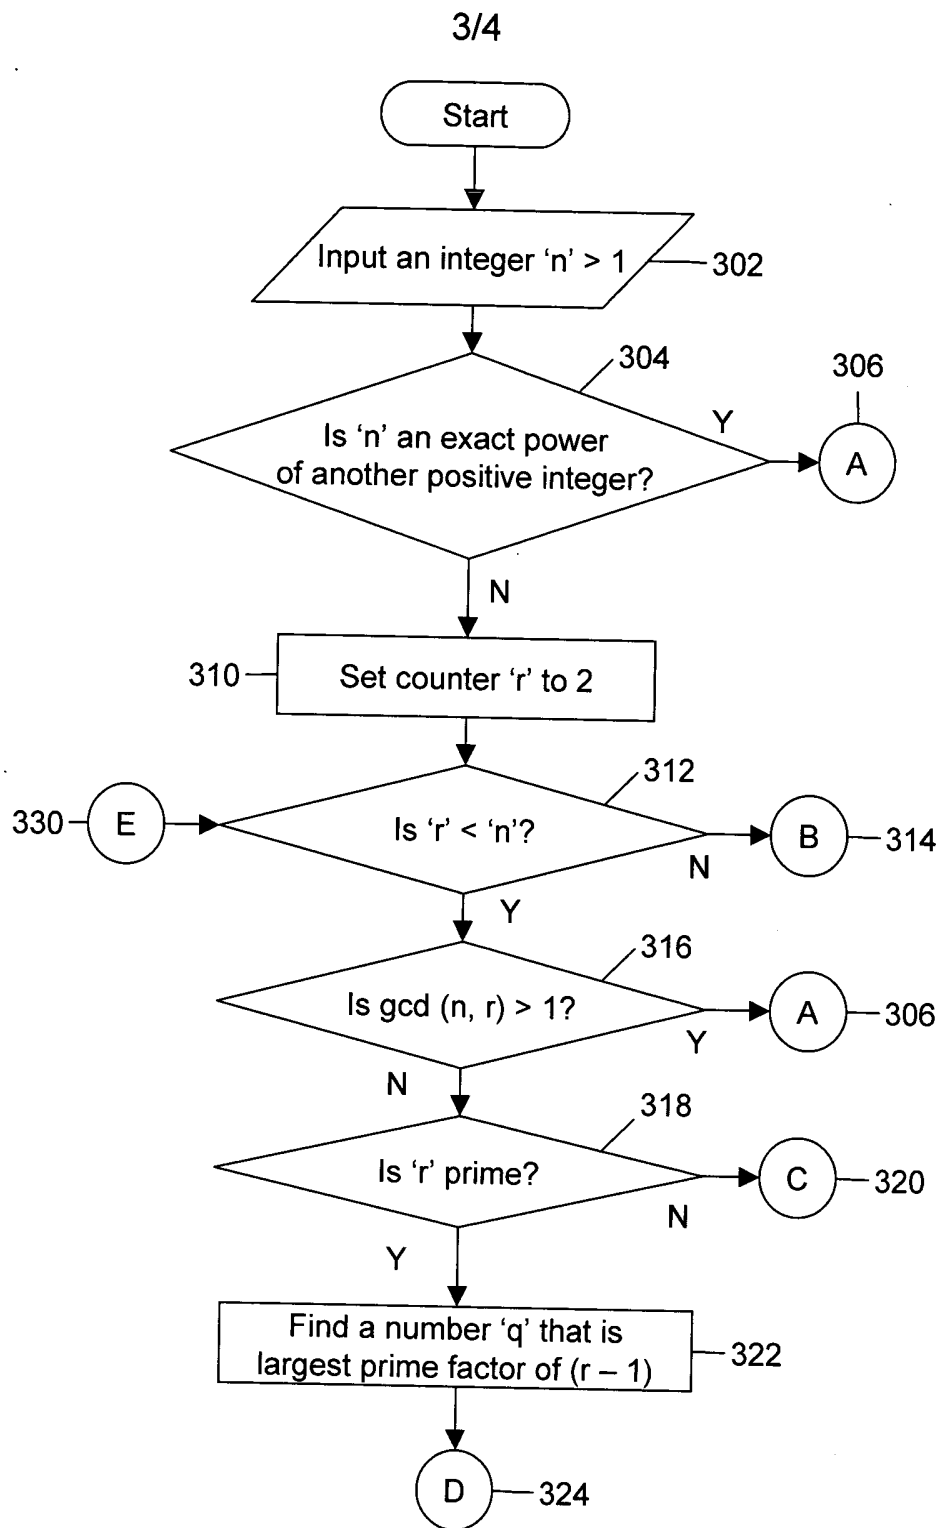 3/4
Start
Input an integer ‘n’ > 1
302
304
306
Y
A
Is ‘n’ an exact power
of another positive integer?
N
310
Set counter ‘r’ to 2
312
330
E
Is ‘r’ < ‘n’?
B
314
N
Y
316
Is gcd (n, r) > 1?
A
306
Y
N
318
Is ‘r’ prime?
C
320
N
Y
Find a number ‘q’ that is
largest prime factor of (r – 1)
322
D
324